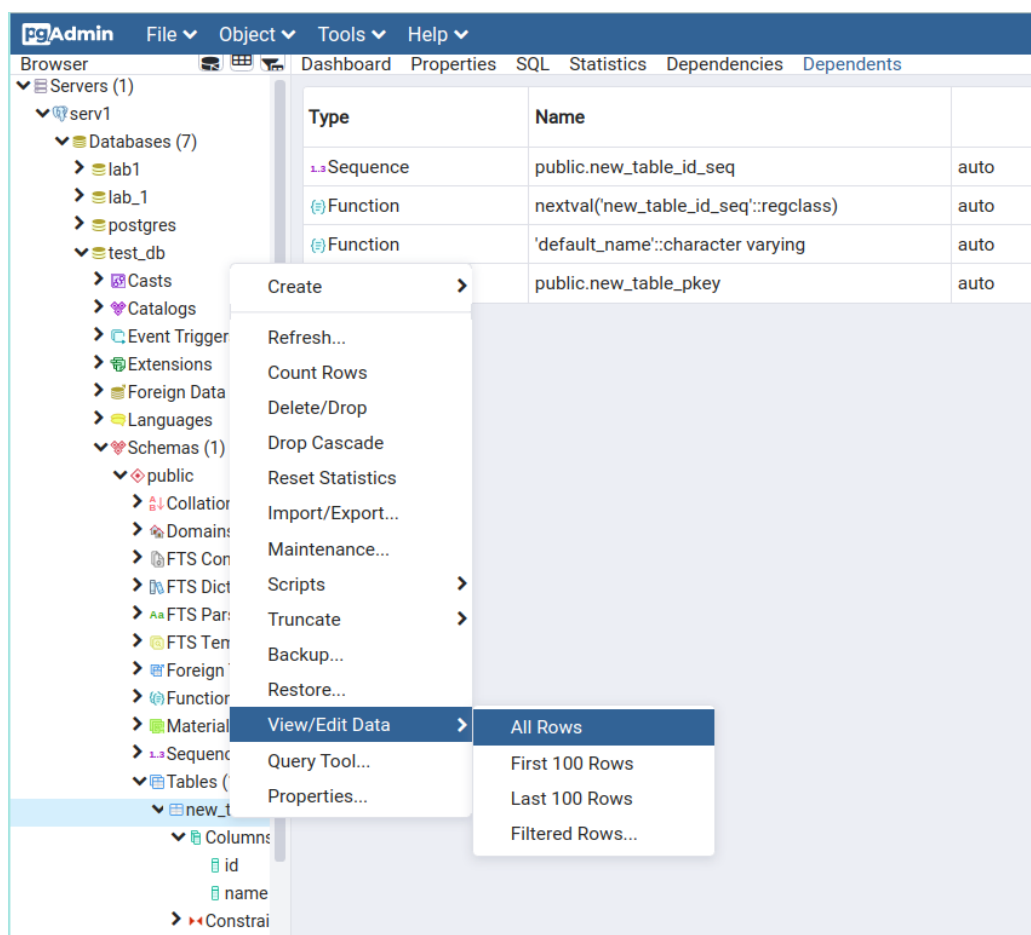 pgAdmin File Object Tools Help
Browser
Dashboard Properties SQL Statistics Dependencies Dependents
Servers (1)
serv1
Databases (7)
lab1
lab_1
postgres
test_db
Casts
Catalogs
Event Trigger
Extensions
Foreign Data
Languages
Schemas (1)
public
Collation
Domains
FTS Con
FTS Dict
Aa FTS Pars
FTS Tem
Foreign
Function
Material
1..3 Sequenc
Tables (
new_t
Columns
id
name
Constrai
Type Name
1..3 Sequence public.new_table_id_seq auto
Function nextval('new_table_id_seq'::regclass) auto
Function 'default_name'::character varying auto
public.new_table_pkey auto
Create
Refresh...
Count Rows
Delete/Drop
Drop Cascade
Reset Statistics
Import/Export...
Maintenance...
Scripts
Truncate
Backup...
Restore...
View/Edit Data
Query Tool...
Properties...
All Rows
First 100 Rows
Last 100 Rows
Filtered Rows...